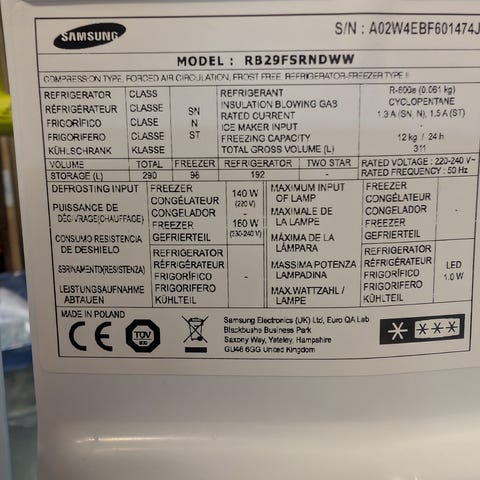 SAMSUNG
S/N : A02W4EBF601474J
MODEL : RB29FSRNDWW
COMPRESSION TYPE, FORCED AIR CIRCULATION, FROST FREE, REFRIGERATOR-FREEZER TYPE II
REFRIGERATOR CLASS
RÉFRIGÉRATEUR CLASSE
FRIGORÍFICO CLASE
FRIGORIFERO CLASSE
KÜHLSCHRANK KLASSE
SN
N
ST
REFRIGERANT R-600a (0.061 kg)
INSULATION BLOWING GAS CYCLOPENTANE
RATED CURRENT 1.3 A (SN, N), 1.5 A (ST)
ICE MAKER INPUT -
FREEZING CAPACITY 12 kg / 24 h
TOTAL GROSS VOLUME (L) 311
VOLUME TOTAL FREEZER REFRIGERATOR TWO STAR
STORAGE (L) 290 98 192 -
RATED VOLTAGE : 220-240 V~
RATED FREQUENCY : 50 Hz
DEFROSTING INPUT
PUISSANCE DE
DÉGIVRAGE(CHAUFFAGE)
CONSUMO RESISTENCIA
DE DESHIELO
SBRINAMENTO(RESISTENZA)
LEISTUNGSAUFNAHME
ABTAUEN
FREEZER
CONGÉLATEUR
CONGELADOR
FREEZER
GEFRIERTEIL
140 W
(220 V)
-
160 W
(230-240 V)
REFRIGERATOR
RÉFRIGÉRATEUR
FRIGORÍFICO
FRIGORIFERO
KÜHLTEIL
-
MAXIMUM INPUT
OF LAMP
MAXIMALE DE
LA LAMPE
MÁXIMA DE LA
LÁMPARA
MASSIMA POTENZA
LAMPADINA
MAX.WATTZAHL /
LAMPE
FREEZER
CONGÉLATEUR
CONGELADOR
FREEZER
GEFRIERTEIL
-
REFRIGERATOR
RÉFRIGÉRATEUR
FRIGORÍFICO
FRIGORIFERO
KÜHLTEIL
LED
1.0 W
MADE IN POLAND
CE
TÜV
Samsung Electronics (UK) Ltd, Euro QA Lab.
Blackbushe Business Park
Saxony Way, Yateley, Hampshire
GU46 6GG United Kingdom